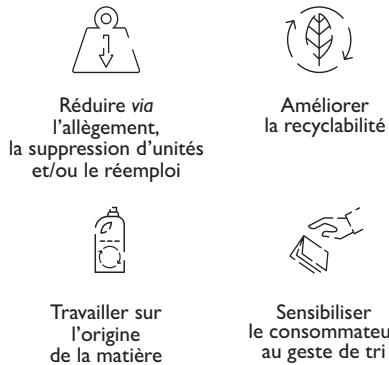 Réduire via
l’allègement,
la suppression d’unités
et/ou le réemploi
Améliorer
la recyclabilité
Travailler sur
l’origine
de la matière
Sensibiliser
le consommateu
au geste de tri